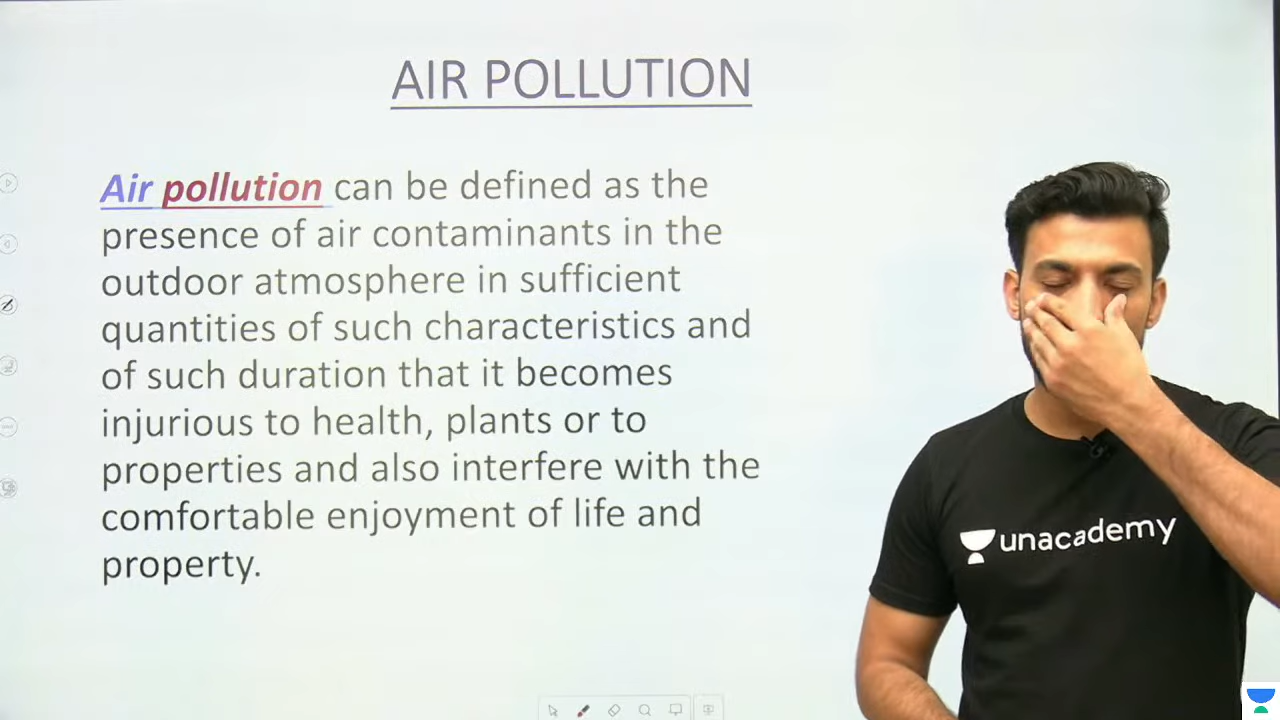 AIR POLLUTION
Air pollution can be defined as the
presence of air contaminants in the
outdoor atmosphere in sufficient
quantities of such characteristics and
of such duration that it becomes
injurious to health, plants or to
properties and also interfere with the
comfortable enjoyment of life and
property.
unacademy